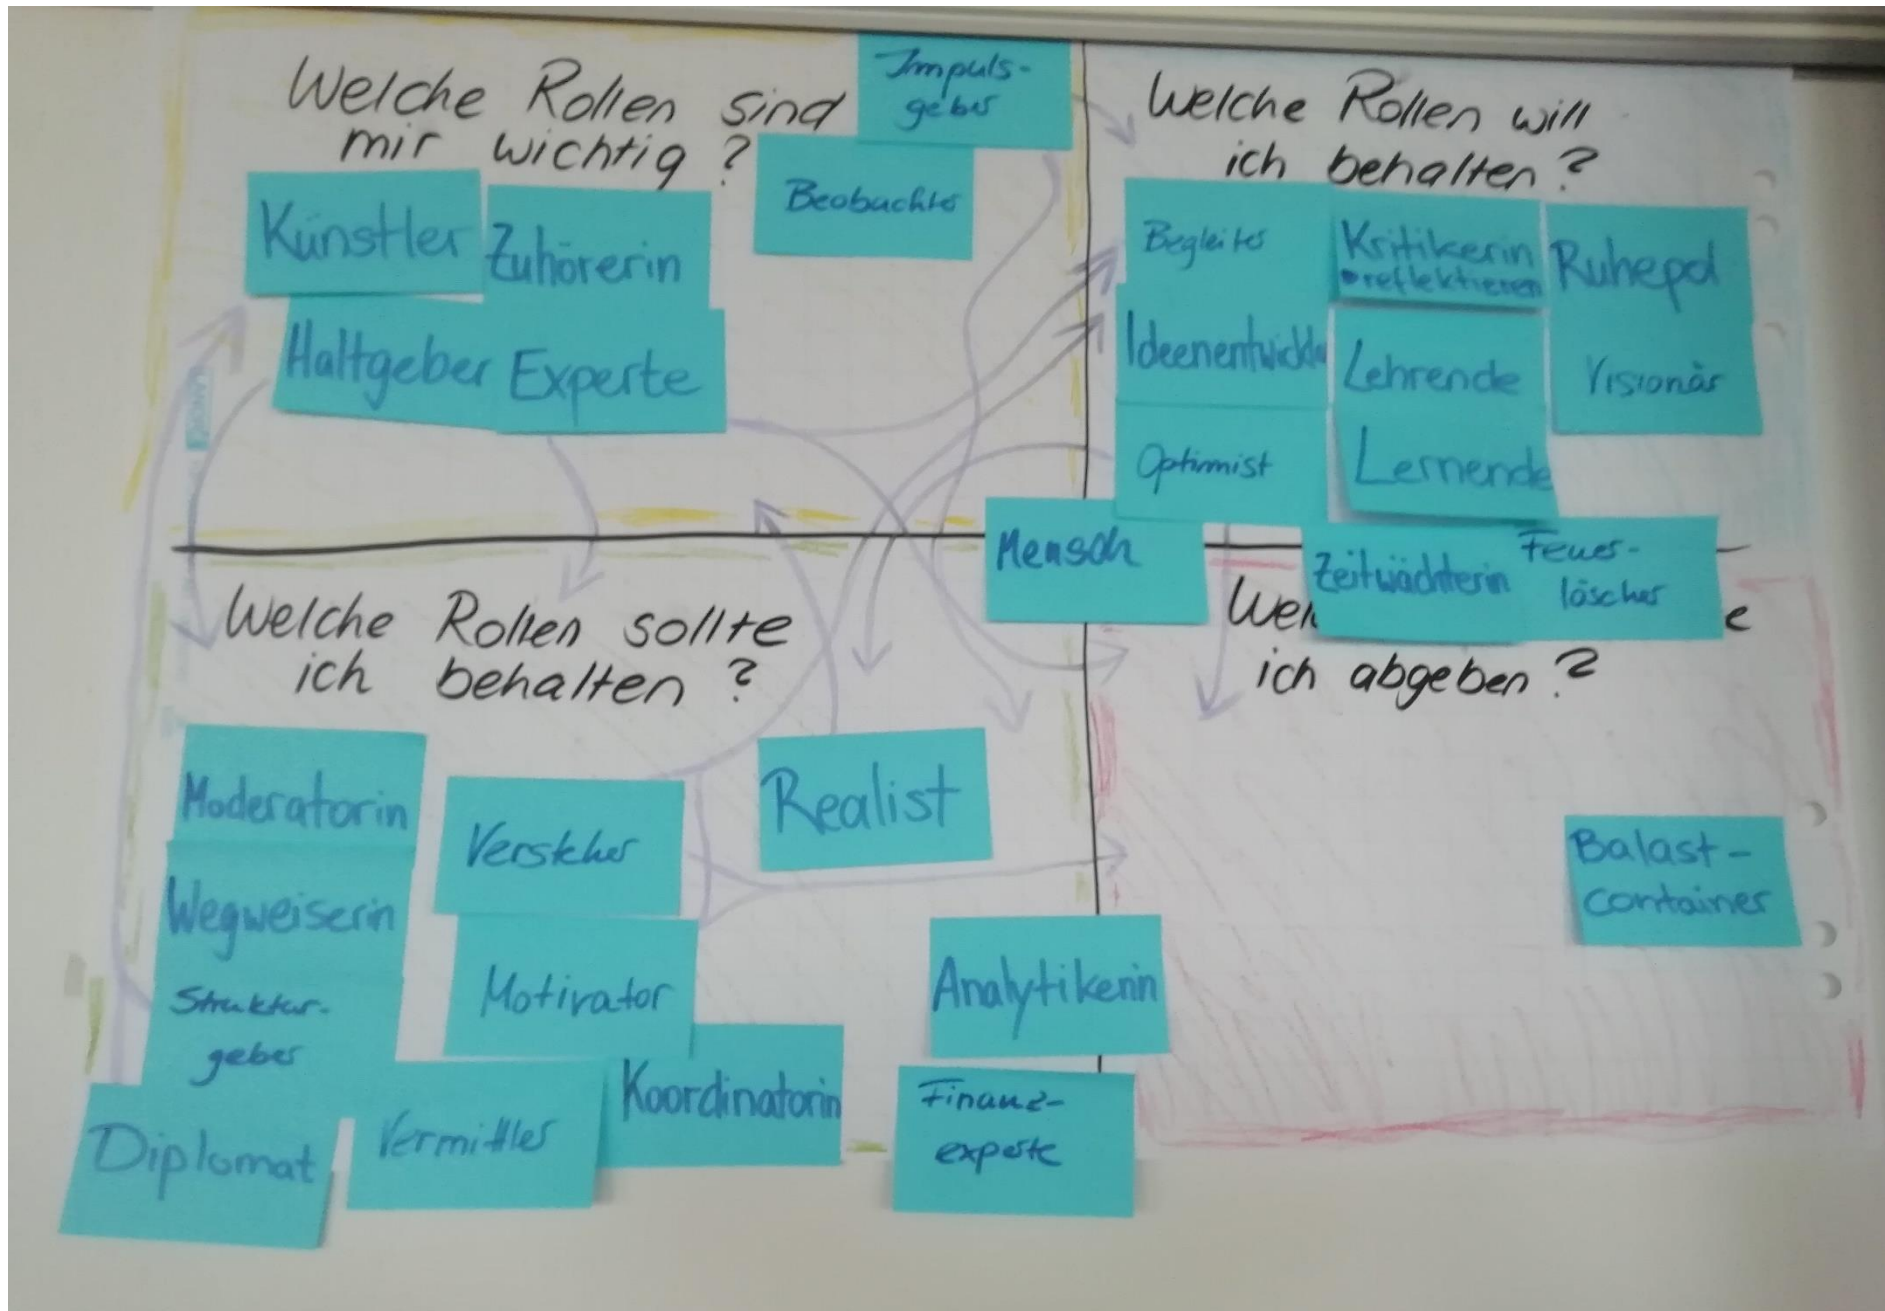 Welche Rollen sind
mir wichtig?
Impuls-
geber
Beobachter
Künstler
Zuhörerin
Haltgeber
Experte
Welche Rollen will
ich behalten?
Begleiter
Kritikerin
• reflektieren
Ruhepol
Ideenentwickler
Lehrende
Visionär
Optimist
Lernende
Mensch
Zeitwächterin
Feuer-
löscher
Welche Rollen sollte
ich behalten?
Moderatorin
Wegweiserin
Struktur-
geber
Diplomat
Versteher
Motivator
Vermittler
Koordinatorin
Realist
Analytikerin
Finanz-
experte
Wel e
ich abgeben?
Balast-
container